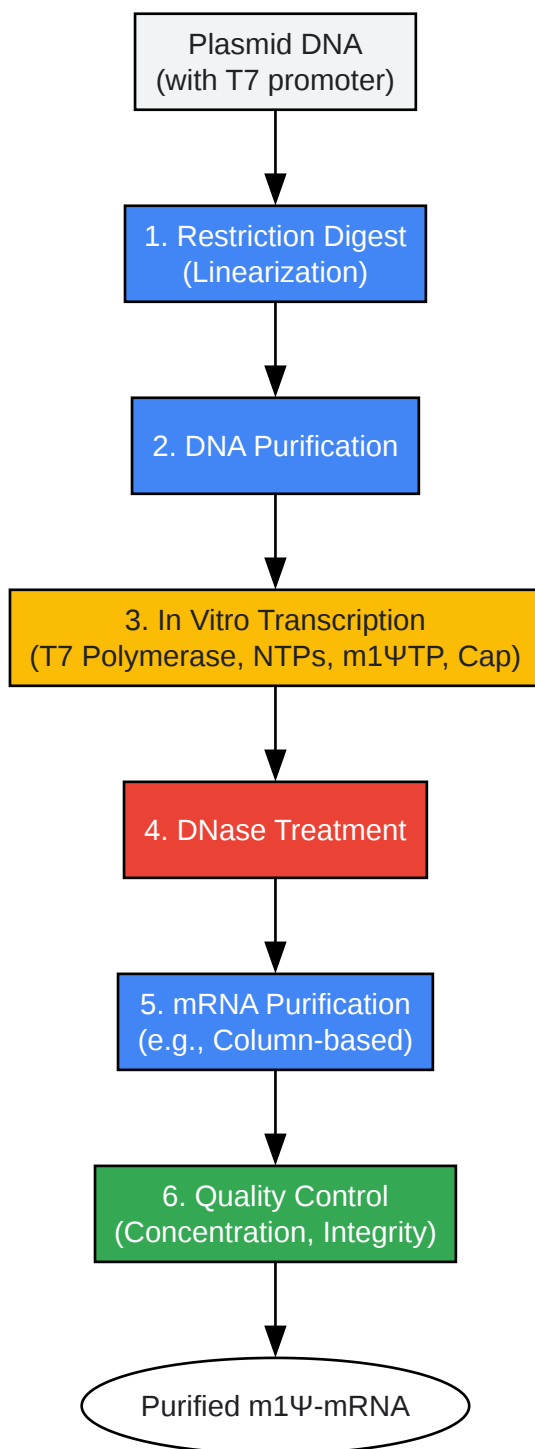 Plasmid DNA
(with T7 promoter)
1. Restriction Digest
(Linearization)
2. DNA Purification
3. In Vitro Transcription
(T7 Polymerase, NTPs, m1ΨTP, Cap)
4. DNase Treatment
5. mRNA Purification
(e.g., Column-based)
6. Quality Control
(Concentration, Integrity)
Purified m1Ψ-mRNA